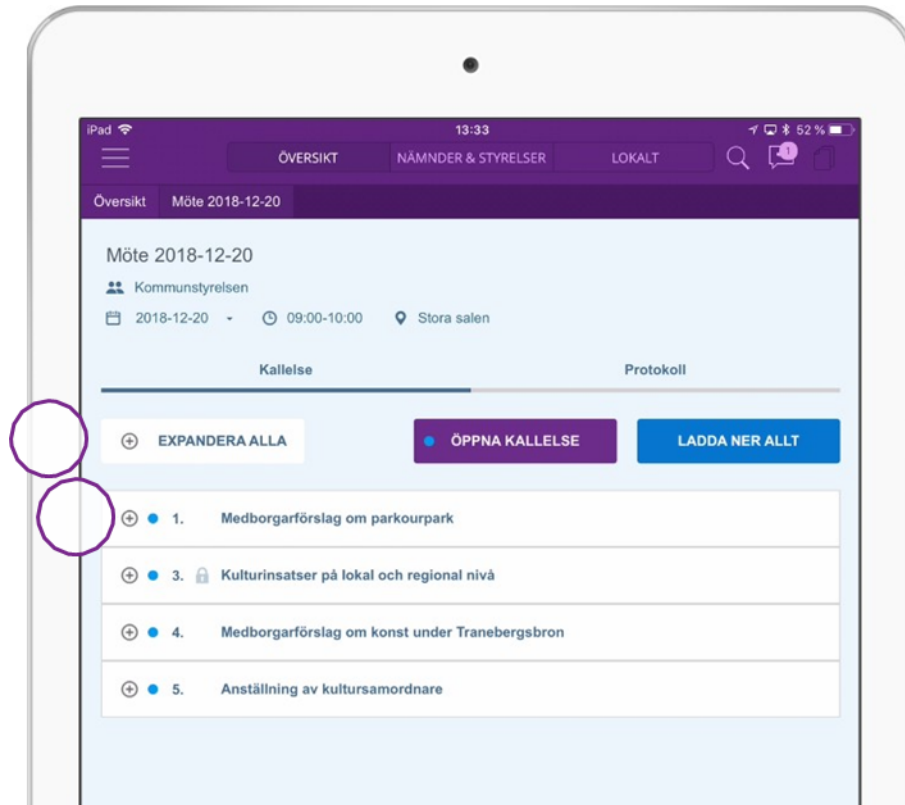 iPad 13:33 52 %
ÖVERSIKT NÄMNDER & STYRELSER LOKALT 1
Översikt Möte 2018-12-20
Möte 2018-12-20
Kommunstyrelsen
2018-12-20 09:00-10:00 Stora salen
Kallelse Protokoll
EXPANDERA ALLA ÖPPNA KALLELSE LADDA NER ALLT
1. Medborgarförslag om parkourpark
3. Kulturinsatser på lokal och regional nivå
4. Medborgarförslag om konst under Tranebergsbron
5. Anställning av kultursamordnare